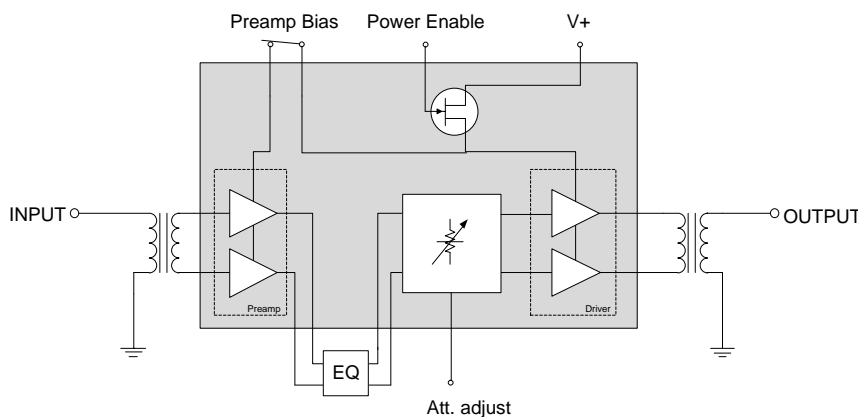 Preamp Bias
Power Enable
V+
INPUT
OUTPUT
Preamp
Driver
EQ
Att. adjust